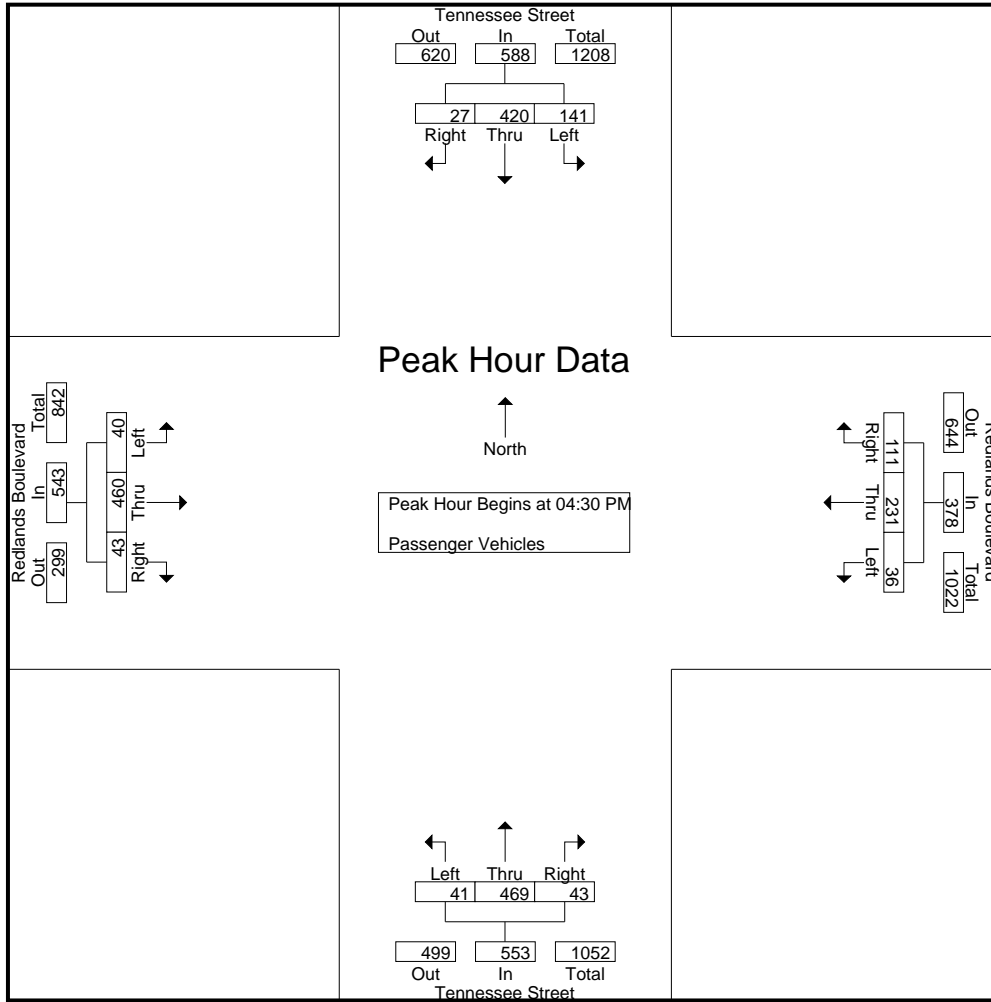 Tennessee Street
Out In Total
620 588 1208
27 420 141
Right Thru Left
Peak Hour Data
North
Peak Hour Begins at 04:30 PM
Passenger Vehicles
Redlands Boulevard
Out In Total
299 543 842
40 460 43
Left Thru Right
Redlands Boulevard
Out In Total
644 378 1022
111 231 36
Right Thru Left
Left Thru Right
41 469 43
499 553 1052
Out In Total
Tennessee Street